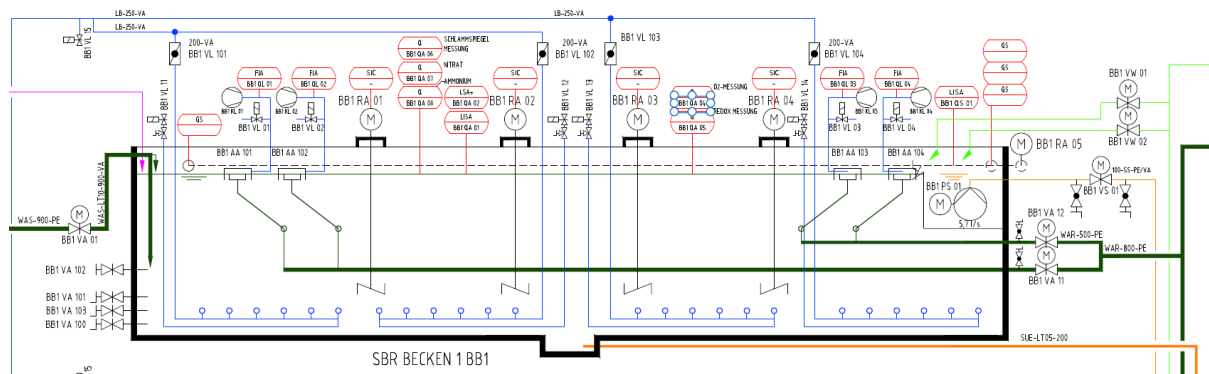 LB-250-VA
LB-250-VA
LB-250-VA
BB1 VL 15
200-VA
BB1 VL 101
200-VA
BB1 VL 102
BB1 VL 103
200-VA
BB1 VL 104
QI
BB1 QA 06
SCHLAMMSPIEGEL
MESSUNG
QI
BB1 QA 07
NITRAT
QI
BB1 QA 08
AMMONIUM
FIA
BB1 QL 01
FIA
BB1 QL 02
SIC
-
LISA+
BB1 QA 02
LISA
BB1 QA 01
SIC
-
SIC
-
O2-MESSUNG
BB1 QA 04
REDOX MESSUNG
BB1 QA 05
SIC
-
FIA
BB1 QL 03
FIA
BB1 QL 04
LISA
BB1 QS 01
GS
GS
BB1 VW 01
M
M
BB1 VW 02
BB1 VL 11
BB1 VL 12
BB1 VL 13
BB1 VL 14
BB1 VL 01
BB1 VL 02
BB1 VL 03
BB1 VL 04
GS
BB1 RA 01
M
BB1 RA 02
M
BB1 RA 03
M
BB1 RA 04
M
M
BB1 RA 05
BB1 AA 101
BB1 AA 102
BB1 AA 103
BB1 AA 104
BB1 PS 01
M
5,7 l/s
100-SS-PE/VA
M
BB1 VS 01
WAS-LT10-900-VA
WAS-900-PE
M
BB1 VA 01
BB1 VA 12
M
WAR-500-PE
WAR-800-PE
M
BB1 VA 11
BB1 VA 102
BB1 VA 101
BB1 VA 103
BB1 VA 100
SUE-LT05-200
SBR BECKEN 1 BB1